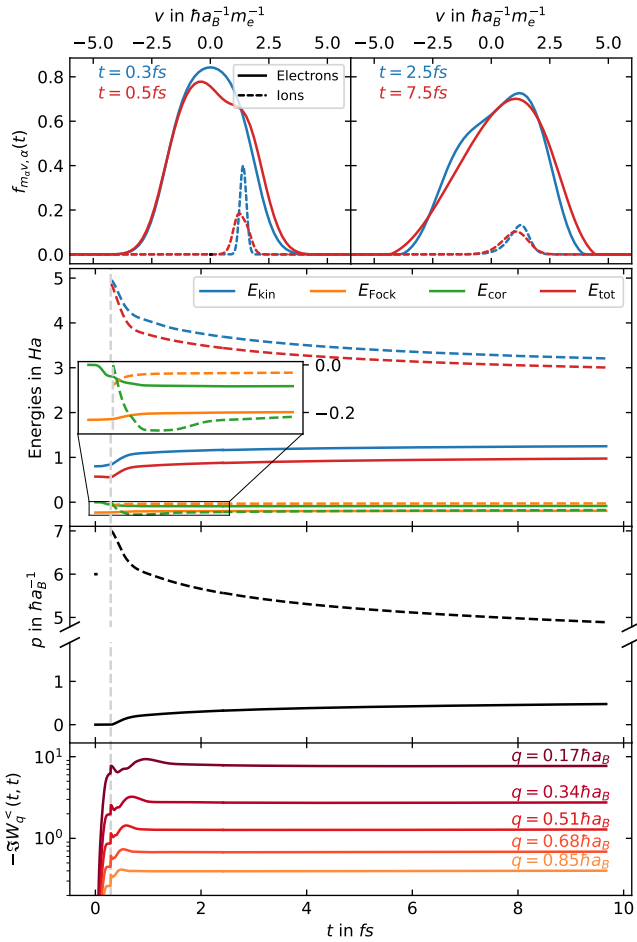 v in ℏa_B^{-1}m_e^{-1} v in ℏa_B^{-1}m_e^{-1}
−5.0 −2.5 0.0 2.5 5.0 −5.0 −2.5 0.0 2.5 5.0
t = 0.3fs Electrons t = 2.5fs
t = 0.5fs Ions t = 7.5fs
f_{m_αv,α}(t)
0.8
0.6
0.4
0.2
0.0
E_kin E_Fock E_cor E_tot
Energies in Ha
5
4
3
2
1
0
0.0
−0.2
p in ℏa_B^{-1}
7
6
5
1
0
−ℑW_q^<(t, t)
10^1
10^0
q = 0.17ℏa_B
q = 0.34ℏa_B
q = 0.51ℏa_B
q = 0.68ℏa_B
q = 0.85ℏa_B
0 2 4 6 8 10
t in fs